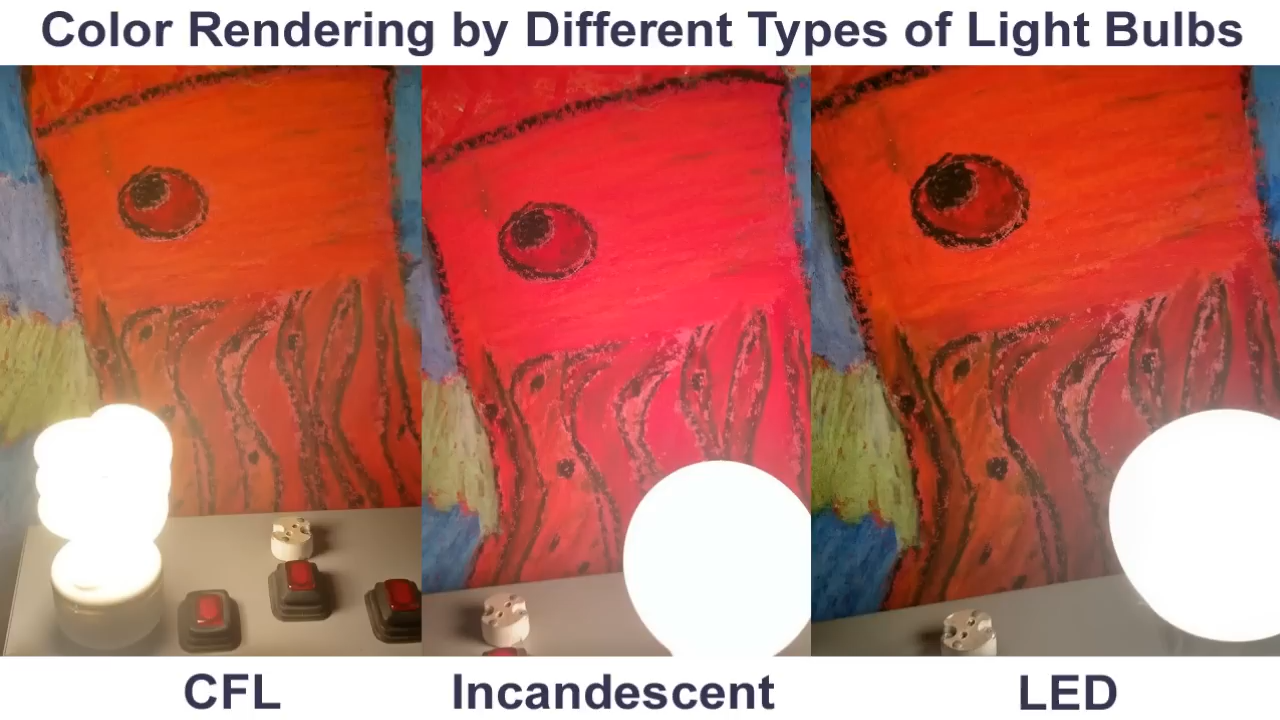 Color Rendering by Different Types of Light Bulbs
CFL
Incandescent
LED